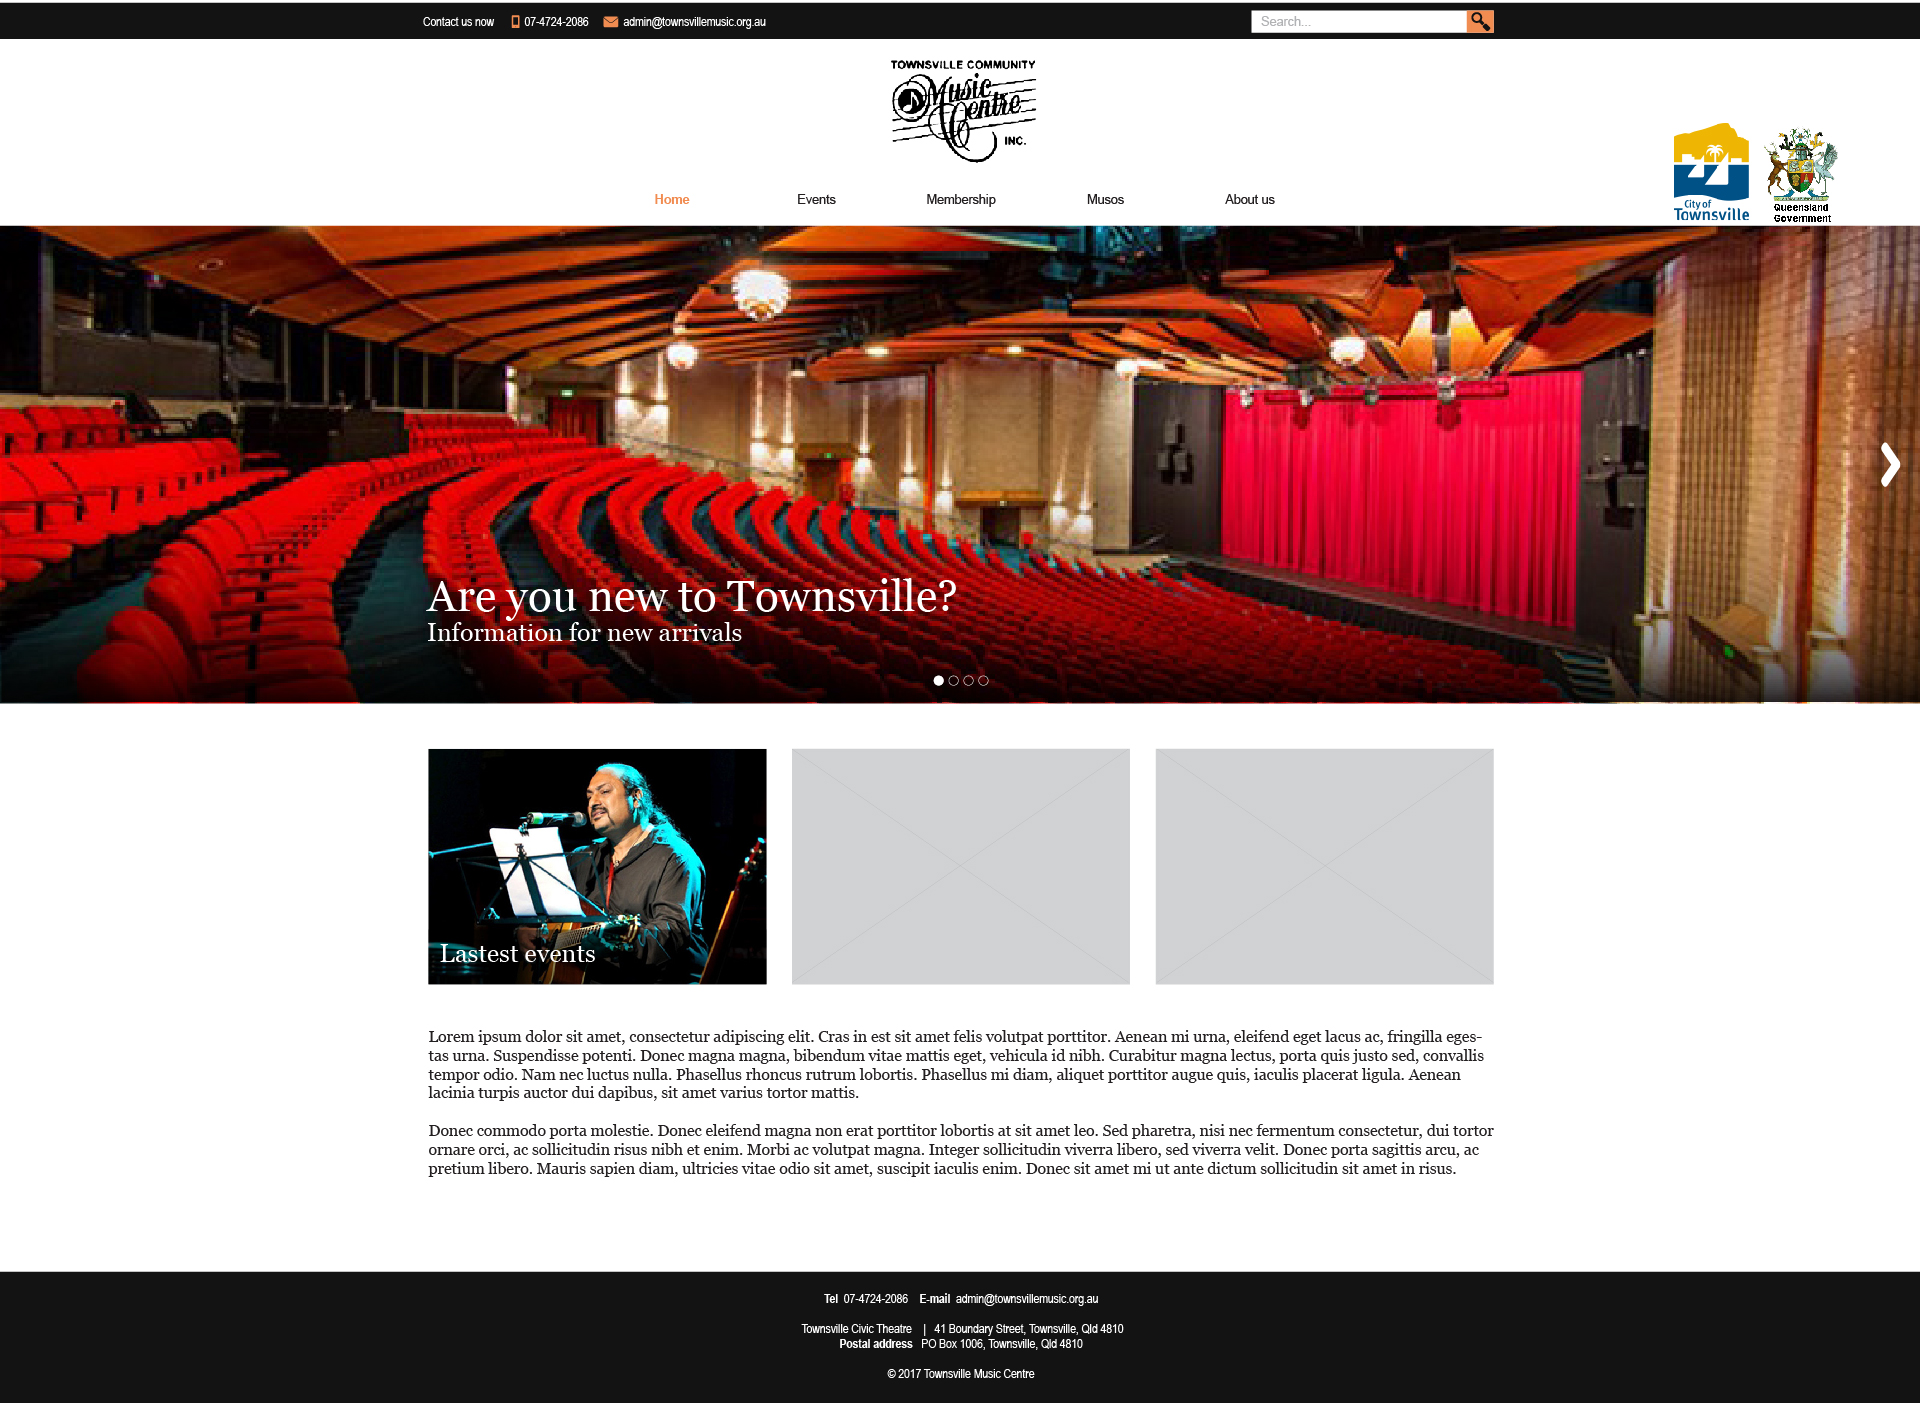 Contact us now 07-4724-2086 admin@townsvillemusic.org.au Search...
TOWNSVILLE COMMUNITY
Music
Centre
INC.
Home Events Membership Musos About us
City of
Townsville
Queensland
Government
Are you new to Townsville?
Information for new arrivals
Lastest events
Lorem ipsum dolor sit amet, consectetur adipiscing elit. Cras in est sit amet felis volutpat porttitor. Aenean mi urna, eleifend eget lacus ac, fringilla eges-
tas urna. Suspendisse potenti. Donec magna magna, bibendum vitae mattis eget, vehicula id nibh. Curabitur magna lectus, porta quis justo sed, convallis
tempor odio. Nam nec luctus nulla. Phasellus rhoncus rutrum lobortis. Phasellus mi diam, aliquet porttitor augue quis, iaculis placerat ligula. Aenean
lacinia turpis auctor dui dapibus, sit amet varius tortor mattis.
Donec commodo porta molestie. Donec eleifend magna non erat porttitor lobortis at sit amet leo. Sed pharetra, nisi nec fermentum consectetur, dui tortor
ornare orci, ac sollicitudin risus nibh et enim. Morbi ac volutpat magna. Integer sollicitudin viverra libero, sed viverra velit. Donec porta sagittis arcu, ac
pretium libero. Mauris sapien diam, ultricies vitae odio sit amet, suscipit iaculis enim. Donec sit amet mi ut ante dictum sollicitudin sit amet in risus.
Tel 07-4724-2086 E-mail admin@townsvillemusic.org.au
Townsville Civic Theatre | 41 Boundary Street, Townsville, Qld 4810
Postal address PO Box 1006, Townsville, Qld 4810
© 2017 Townsville Music Centre